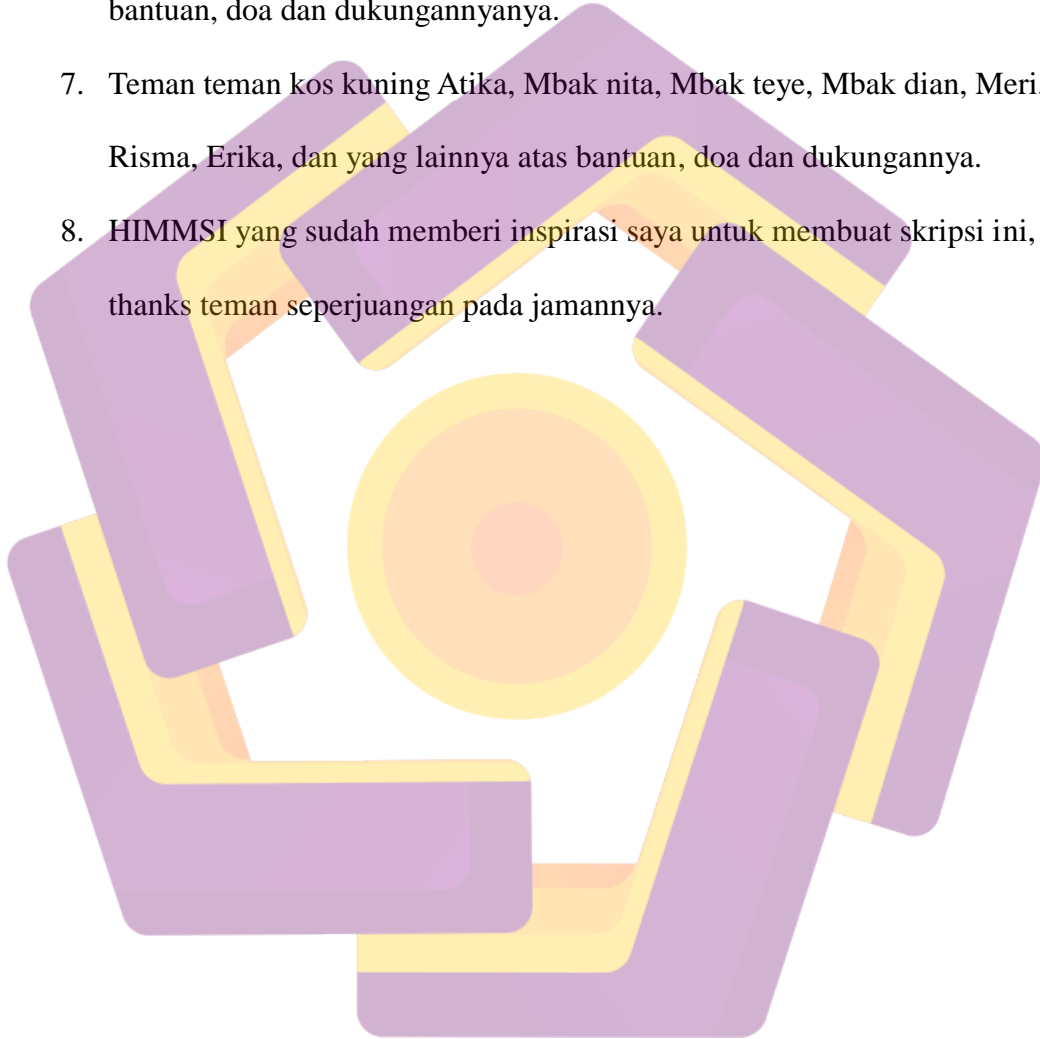 bantuan, doa dan dukungannyanya.
7. Teman teman kos kuning Atika, Mbak nita, Mbak teye, Mbak dian, Meri.
Risma, Erika, dan yang lainnya atas bantuan, doa dan dukungannya.
8. HIMMSI yang sudah memberi inspirasi saya untuk membuat skripsi ini,
thanks teman seperjuangan pada jamannya.